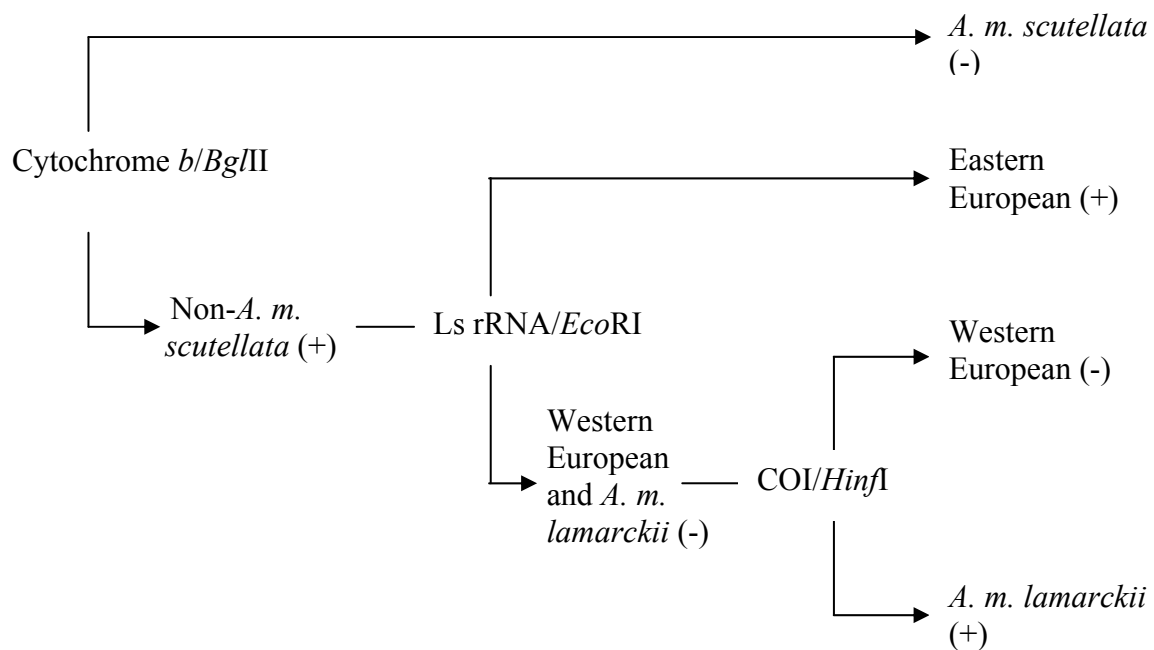 A. m. scutellata
(-)
Cytochrome b/BglII
Eastern
European (+)
Non-A. m.
scutellata (+)
Ls rRNA/EcoRI
Western
European (-)
Western
European
and A. m.
lamarckii (-)
COI/HinfI
A. m. lamarckii
(+)